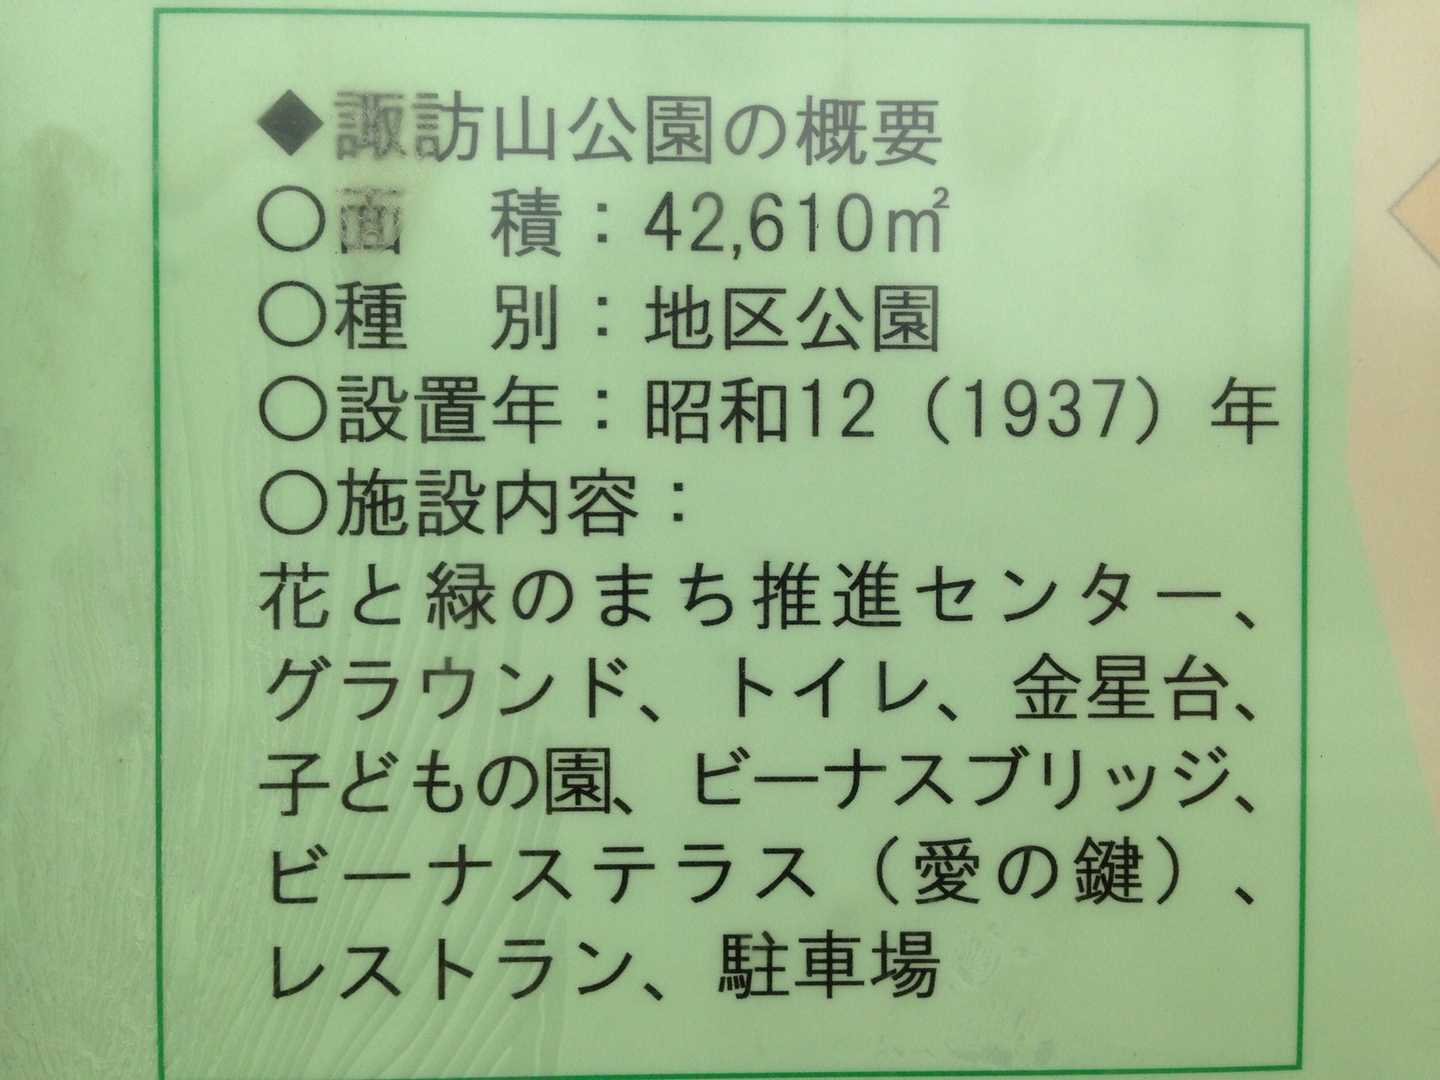 ◆諏訪山公園の概要
○面　積：42,610㎡
○種　別：地区公園
○設置年：昭和12（1937）年
○施設内容：
花と緑のまち推進センター、
グラウンド、トイレ、金星台、
子どもの園、ビーナスブリッジ、
ビーナステラス（愛の鍵）、
レストラン、駐車場